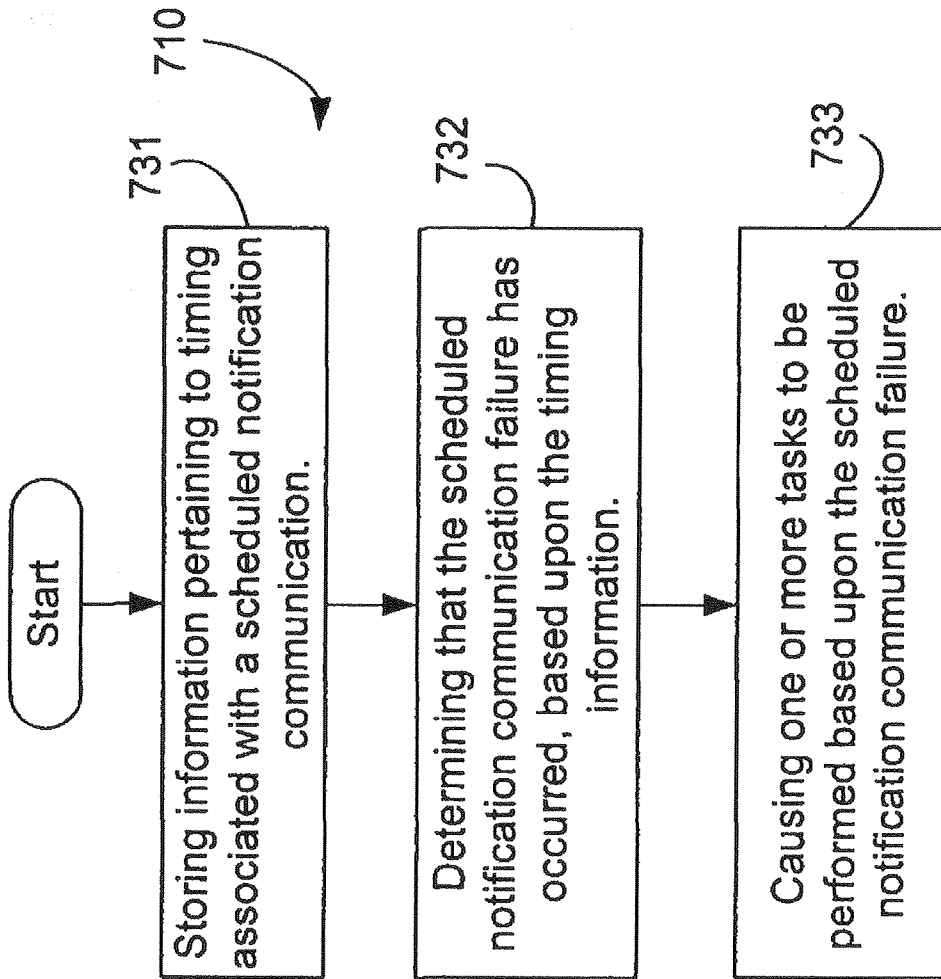 Start
710
731
Storing information pertaining to timing
associated with a scheduled notification
communication.
732
Determining that the scheduled
notification communication failure has
occurred, based upon the timing
information.
733
Causing one or more tasks to be
performed based upon the scheduled
notification communication failure.